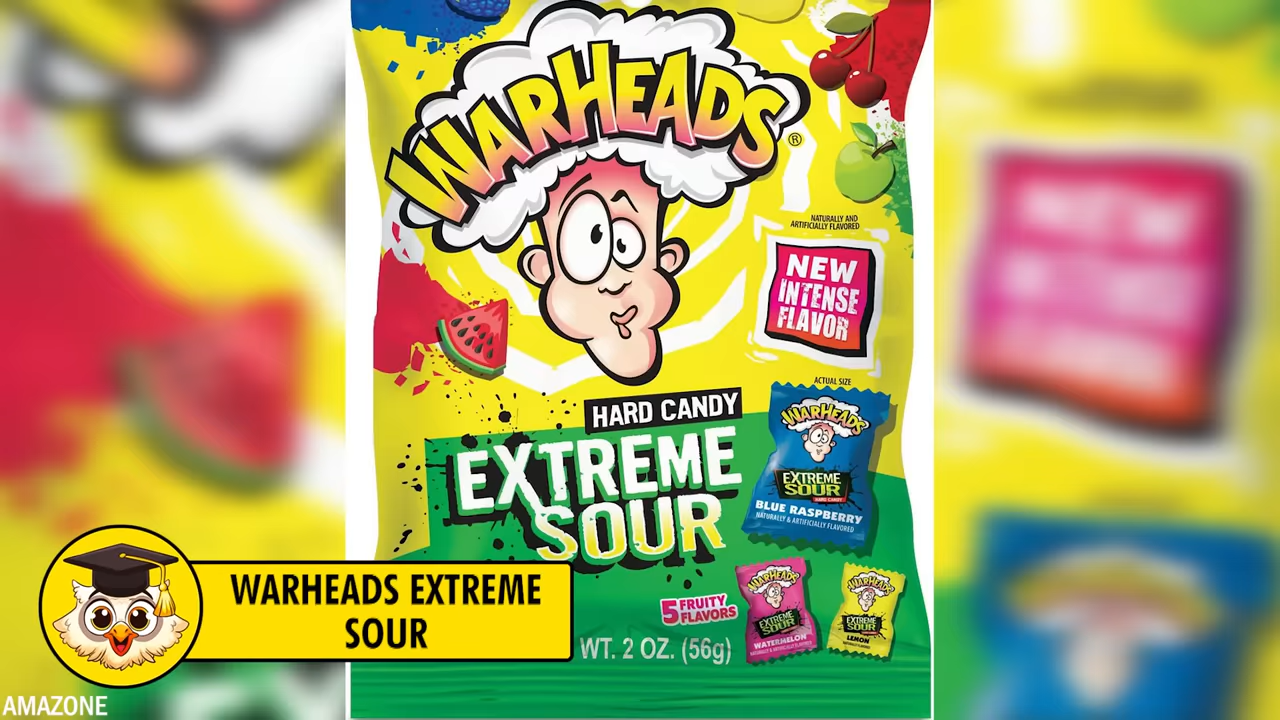 WARHEADS®
NATURALLY AND
ARTIFICIALLY FLAVORED
NEW
INTENSE
FLAVOR
ACTUAL SIZE
HARD CANDY
EXTREME
SOUR
WARHEADS
EXTREME
SOUR
HARD CANDY
BLUE RASPBERRY
NATURALLY & ARTIFICIALLY FLAVORED
5 FRUITY
FLAVORS
WARHEADS
EXTREME
SOUR
WATERMELON
WARHEADS
EXTREME
SOUR
LEMON
WT. 2 OZ. (56g)
WARHEADS EXTREME
SOUR
AMAZONE